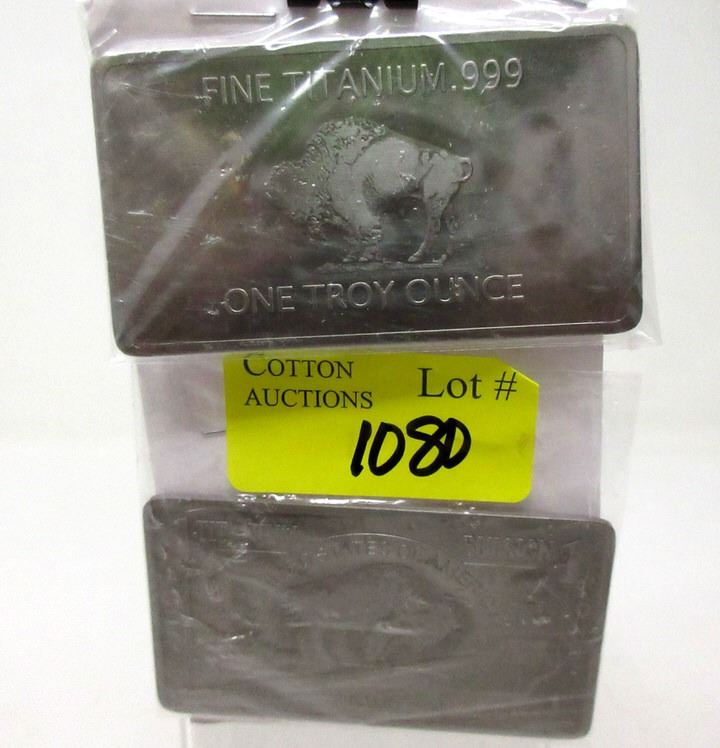 FINE TITANIUM.999
ONE TROY OUNCE
COTTON
AUCTIONS
Lot #
1080